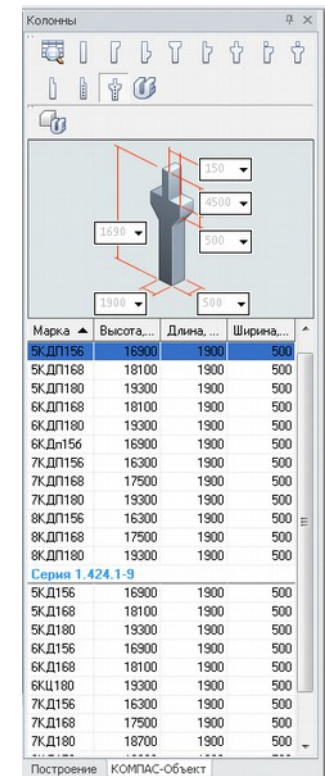 Колонны
150
4500
1690
500
1900
500
Марка Высота,... Длина, ... Ширина,...
5КДП156 16900 1900 500
5КДП168 18100 1900 500
5КДП180 19300 1900 500
6КДП168 18100 1900 500
6КДП180 19300 1900 500
6КДп156 16900 1900 500
7КДП156 16300 1900 500
7КДП168 17500 1900 500
7КДП180 19300 1900 500
8КДП156 16300 1900 500
8КДП168 17500 1900 500
8КДП180 19300 1900 500
Серия 1.424.1-9
5КД156 16900 1900 500
5КД168 18100 1900 500
5КД180 19300 1900 500
6КД156 16900 1900 500
6КД168 18100 1900 500
6КЦ180 19300 1900 500
7КД156 16300 1900 500
7КД168 17500 1900 500
7КД180 18700 1900 500
Построение КОМПАС-Объект